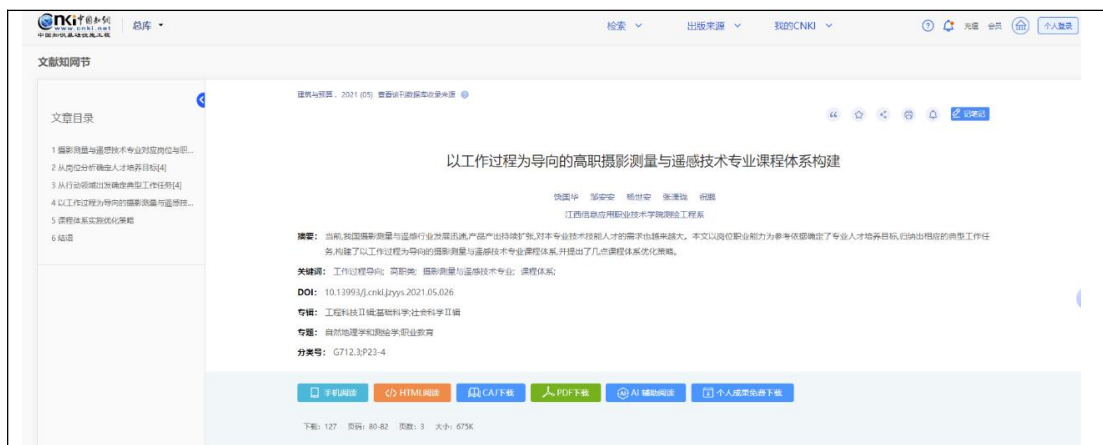 CNKI中国知网
www.cnki.net
中国知识基础设施工程
总库
检索
出版来源
我的CNKI
充值 会员
个人登录
文献知网节
文章目录
1 摄影测量与遥感技术专业对应岗位与职...
2 从岗位分析确定人才培养目标[4]
3 从行动领域出发确定典型工作任务[4]
4 以工作过程为导向的摄影测量与遥感技...
5 课程体系实施优化策略
6 结语
建筑与预算 . 2021 (05) 查看该刊数据库收录来源
记笔记
以工作过程为导向的高职摄影测量与遥感技术专业课程体系构建
饶国华 邹安安 杨世安 张潇珑 祝鹏
江西信息应用职业技术学院测绘工程系
摘要: 当前,我国摄影测量与遥感行业发展迅速,产品产出持续扩张,对本专业技术技能人才的需求也越来越大。本文以岗位职业能力为参考依据确定了专业人才培养目标,归纳出相应的典型工作任
务,构建了以工作过程为导向的摄影测量与遥感技术专业课程体系,并提出了几点课程体系优化策略。
关键词: 工作过程导向; 高职类; 摄影测量与遥感技术专业; 课程体系;
DOI: 10.13993/j.cnki.jzyys.2021.05.026
专辑: 工程科技Ⅱ辑;基础科学;社会科学Ⅱ辑
专题: 自然地理学和测绘学;职业教育
分类号: G712.3;P23-4
手机阅读 </> HTML阅读 CAJ下载 PDF下载 AI 辅助阅读 个人成果免费下载
下载: 127 页码: 80-82 页数: 3 大小: 675K